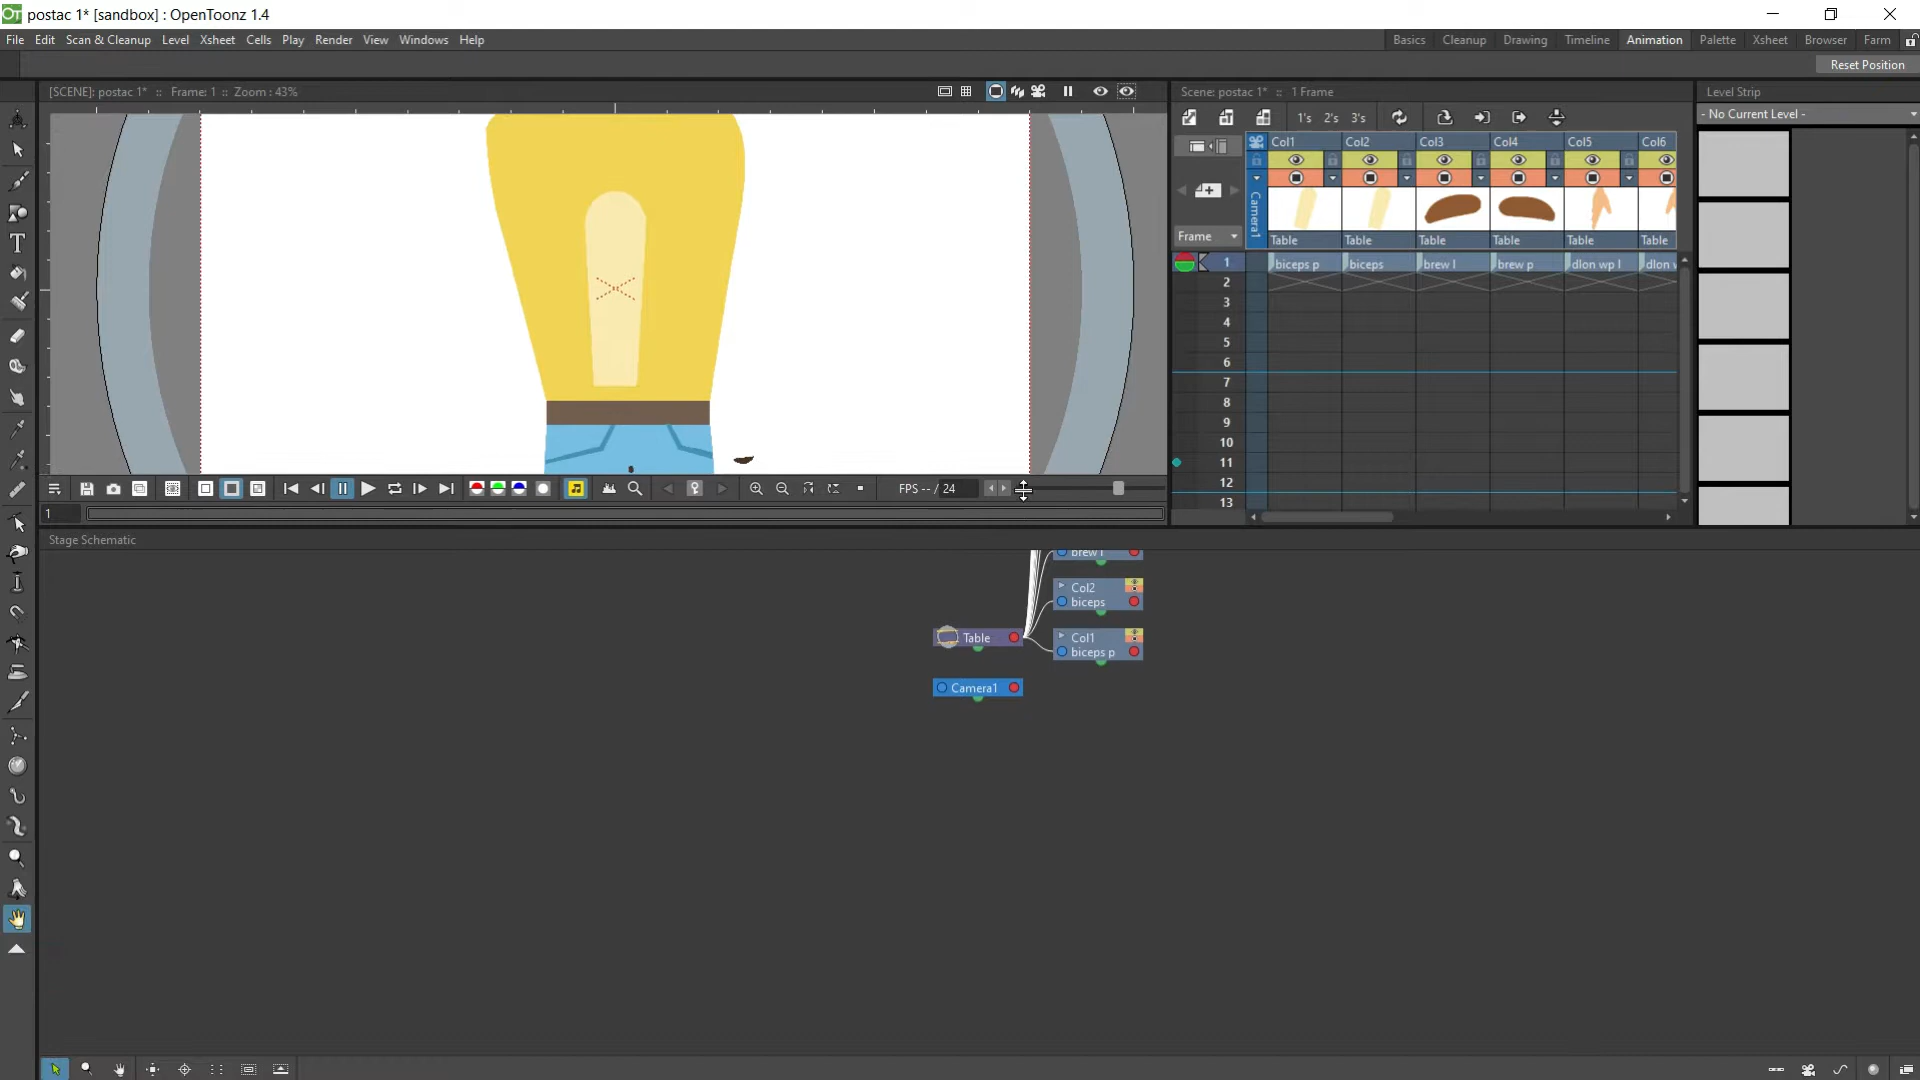 postac 1* [sandbox] : OpenToonz 1.4
File Edit Scan & Cleanup Level Xsheet Cells Play Render View Windows Help
Basics Cleanup Drawing Timeline Animation Palette Xsheet Browser Farm
Reset Position
[SCENE]: postac 1* :: Frame: 1 :: Zoom : 43%
Scene: postac 1* :: 1 Frame
Level Strip
- No Current Level -
1's 2's 3's
Col1 Col2 Col3 Col4 Col5 Col6
Camera1
Frame
Table Table Table Table Table Table
1 biceps p biceps brew l brew p dlon wp l dlon w
2
3
4
5
6
7
8
9
10
11
12
13
FPS -- / 24
1
Stage Schematic
brew l
Col2
biceps
Table
Col1
biceps p
Camera1